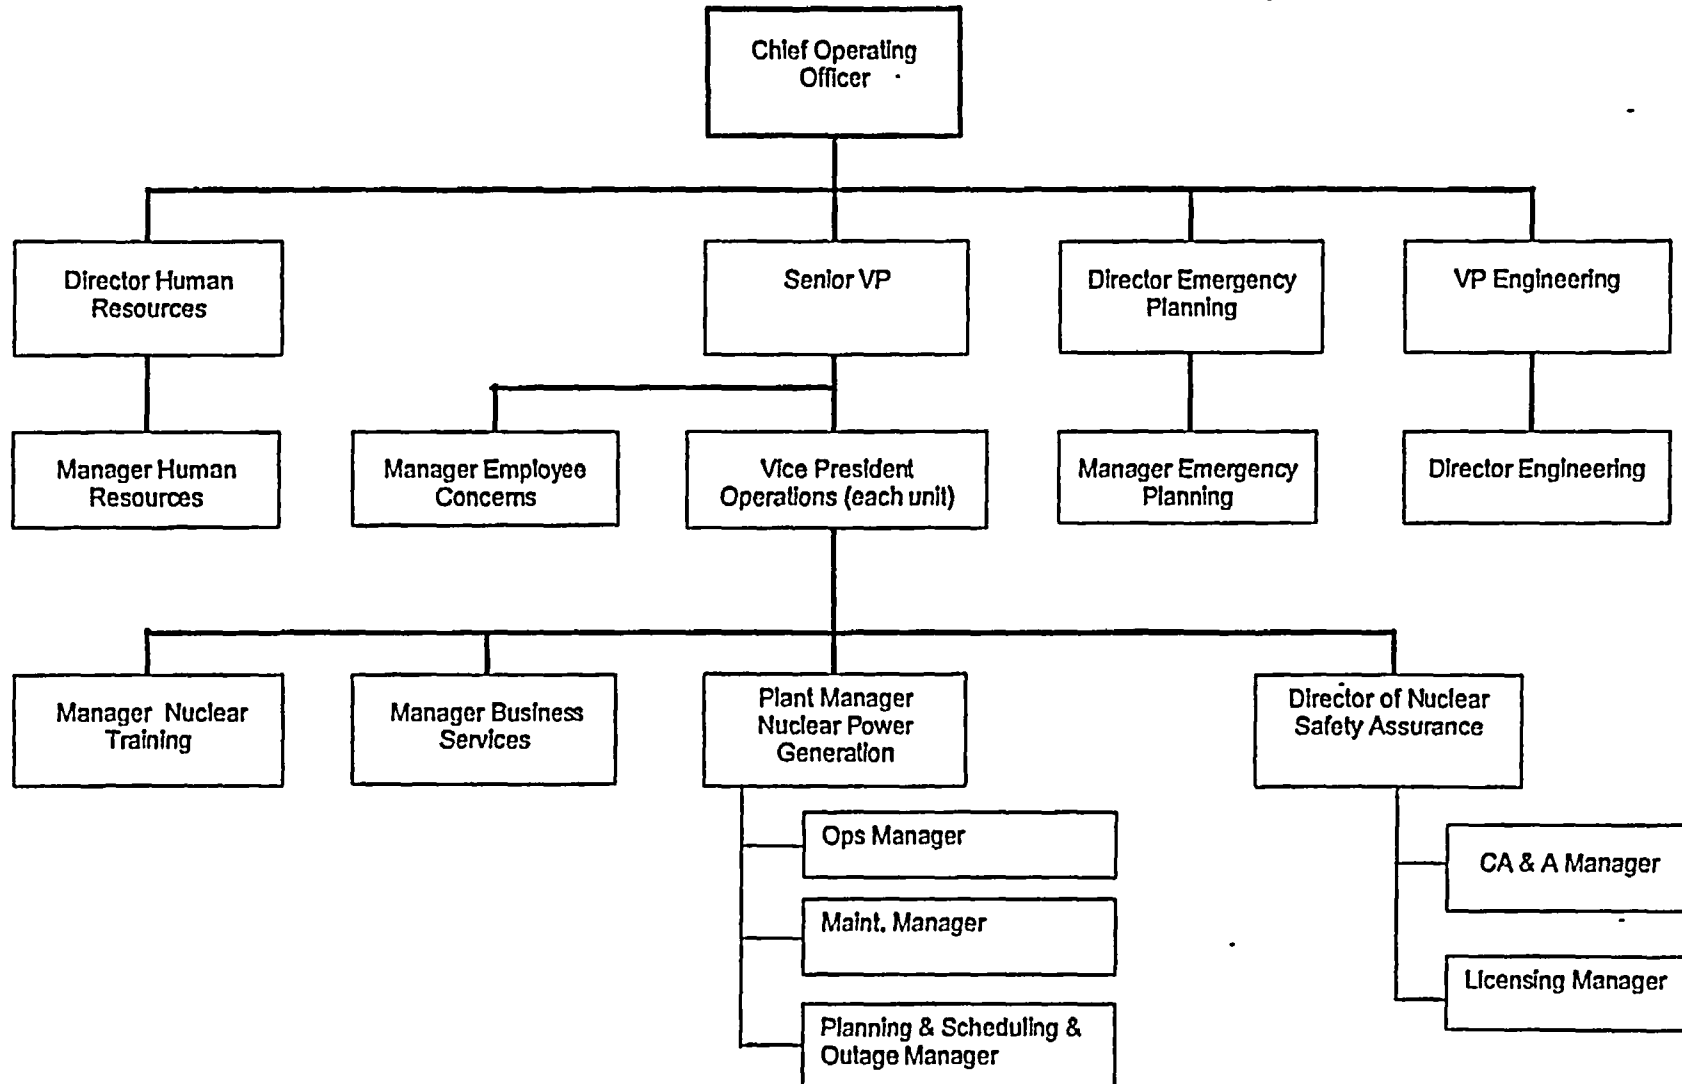 Chief Operating
Officer
Director Human
Resources
Senior VP
Director Emergency
Planning
VP Engineering
Manager Human
Resources
Manager Employee
Concerns
Vice President
Operations (each unit)
Manager Emergency
Planning
Director Engineering
Manager Nuclear
Training
Manager Business
Services
Plant Manager
Nuclear Power
Generation
Director of Nuclear
Safety Assurance
Ops Manager
CA & A Manager
Maint. Manager
Licensing Manager
Planning & Scheduling &
Outage Manager